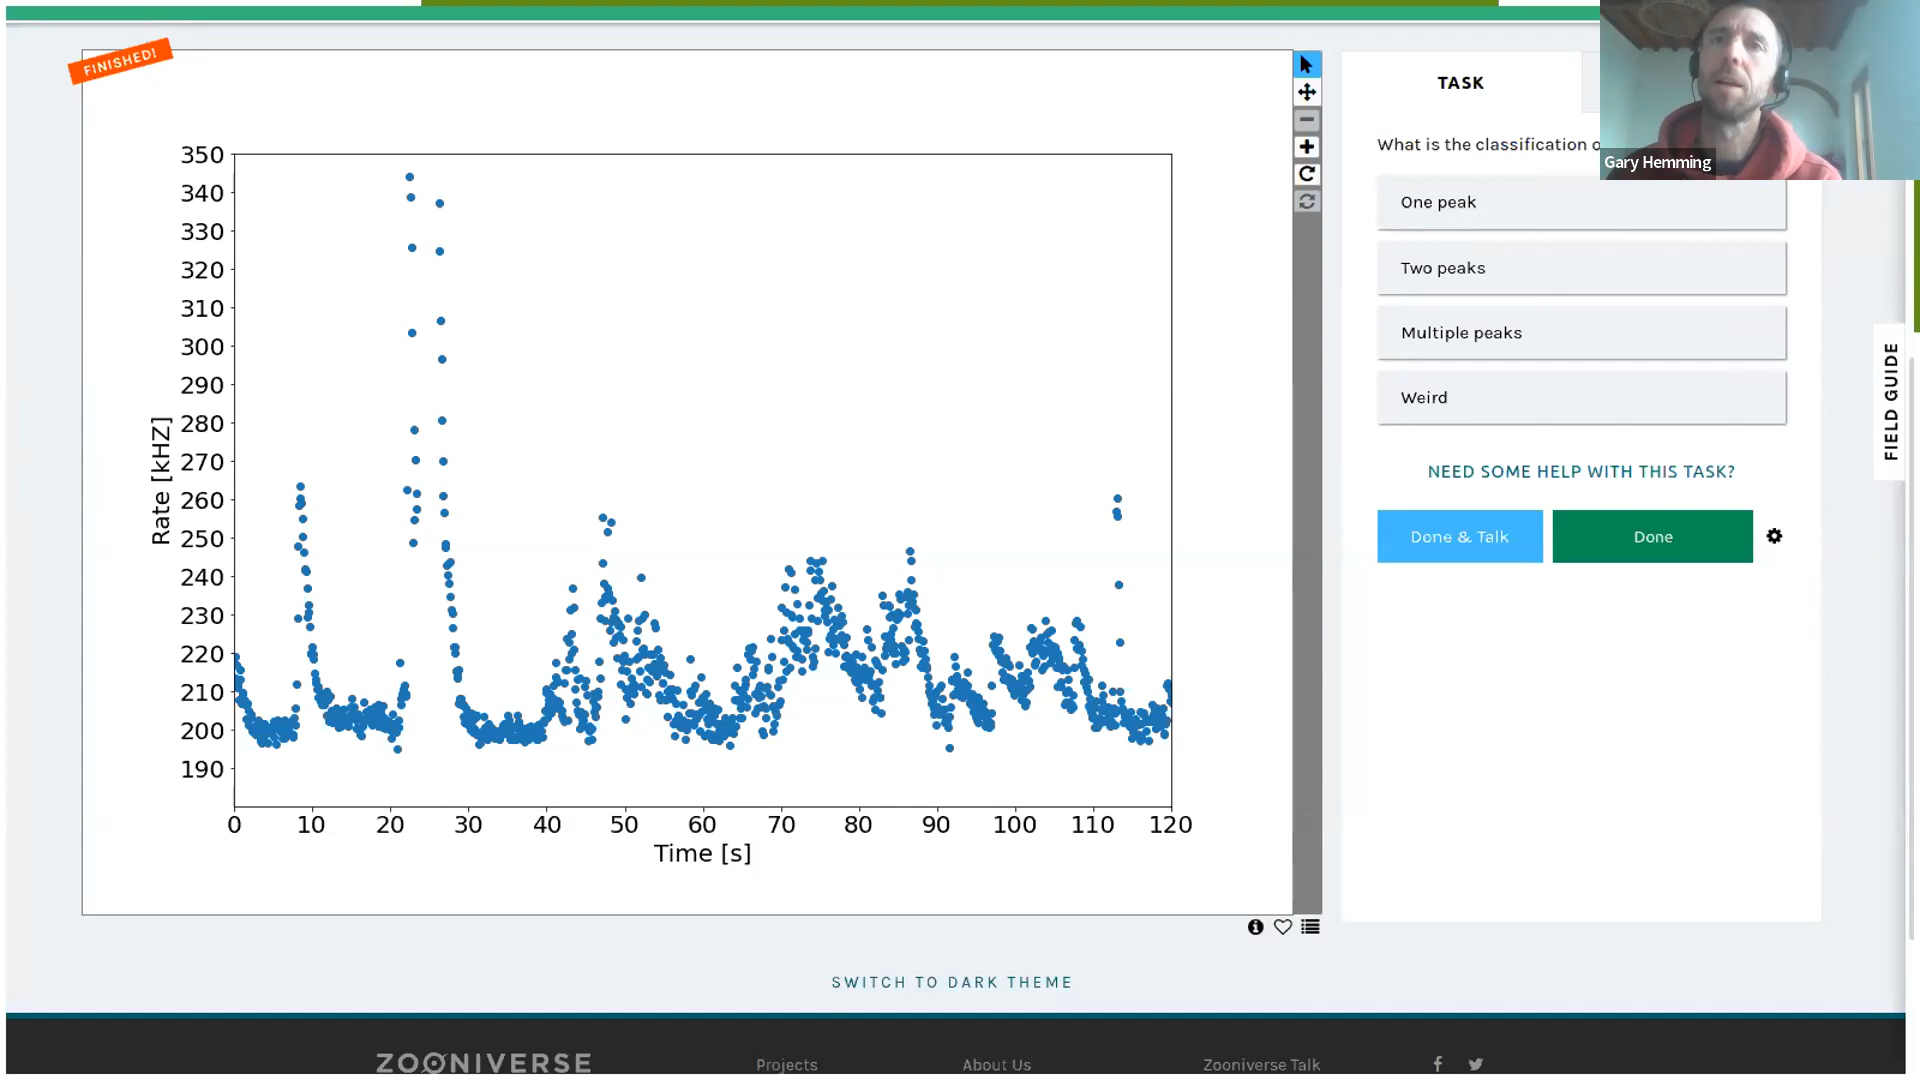 FINISHED!
TASK
What is the classification o
Gary Hemming
One peak
Two peaks
Multiple peaks
Weird
NEED SOME HELP WITH THIS TASK?
Done & Talk
Done
FIELD GUIDE
350
340
330
320
310
300
290
280
270
260
250
240
230
220
210
200
190
Rate [kHZ]
0 10 20 30 40 50 60 70 80 90 100 110 120
Time [s]
SWITCH TO DARK THEME
ZOONIVERSE
Projects
About Us
Zooniverse Talk